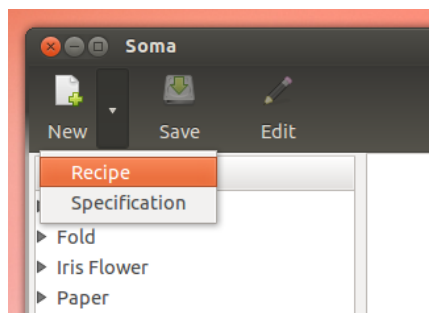 Soma
New Save Edit
Recipe
Specification
Fold
Iris Flower
Paper